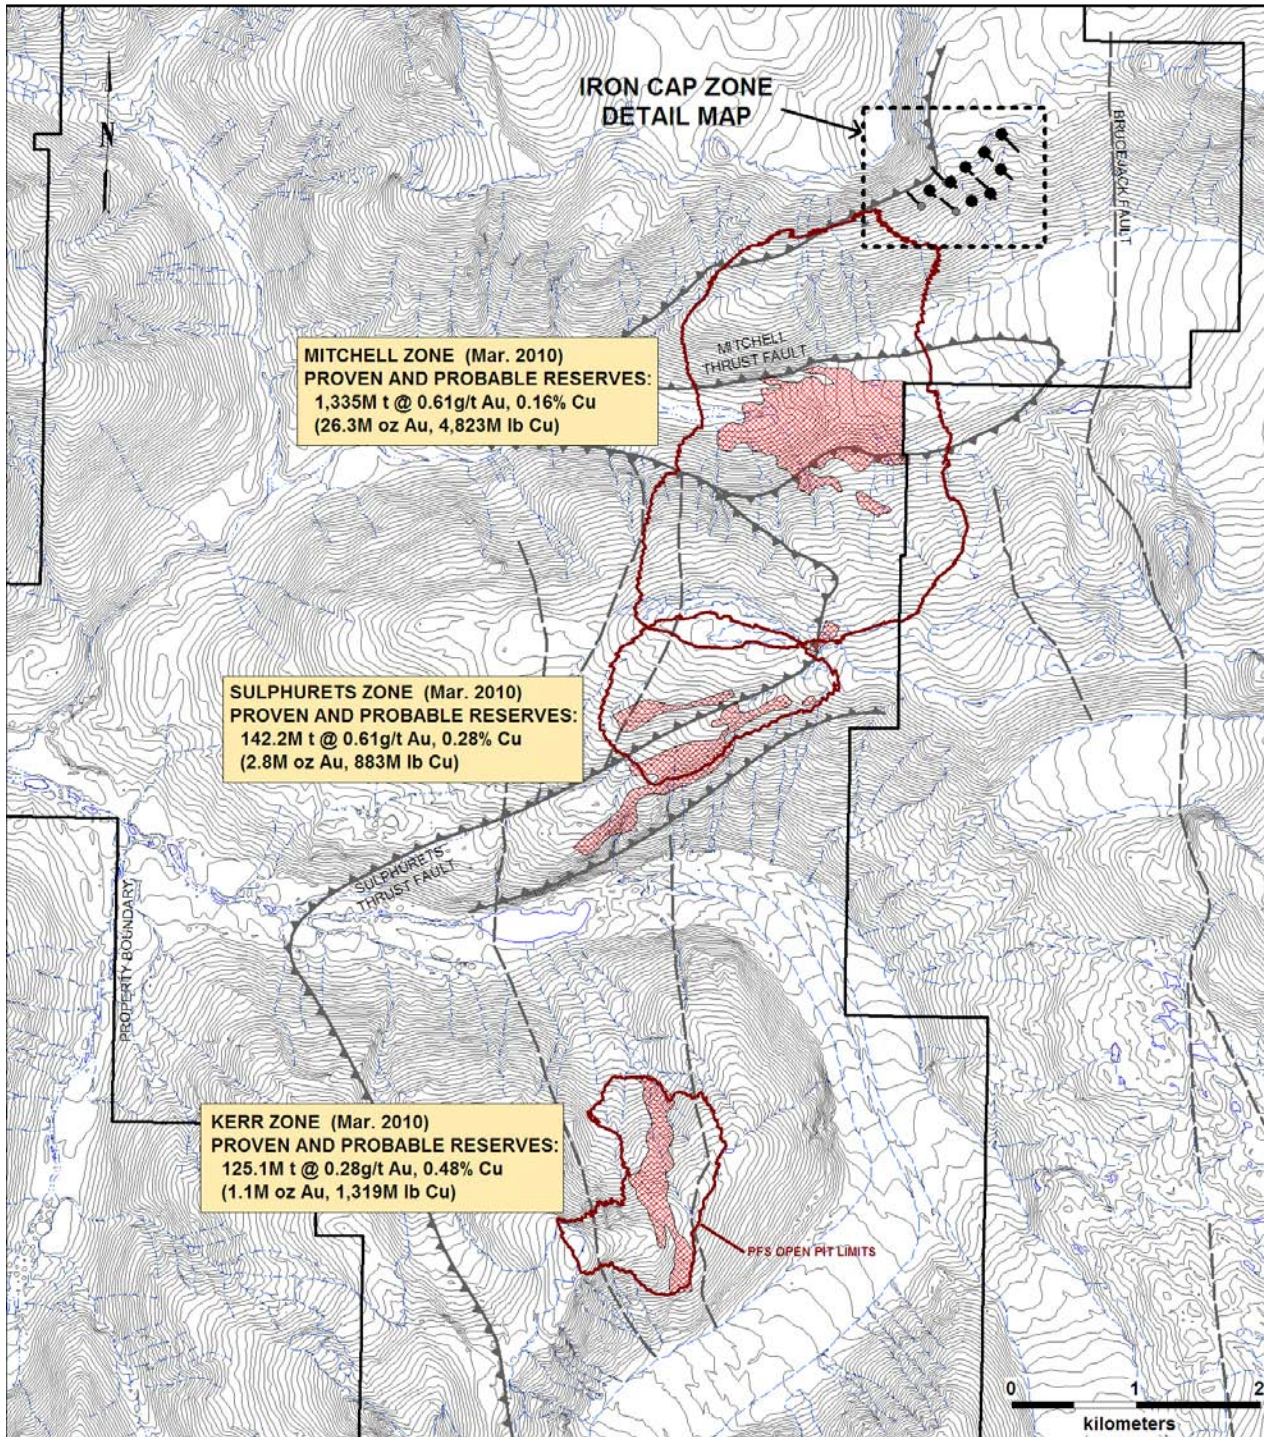 IRON CAP ZONE
DETAIL MAP
N
BRUCEJACK FAULT
MITCHELL
THRUST FAULT
MITCHELL ZONE (Mar. 2010)
PROVEN AND PROBABLE RESERVES:
1,335M t @ 0.61g/t Au, 0.16% Cu
(26.3M oz Au, 4,823M lb Cu)
SULPHURETS ZONE (Mar. 2010)
PROVEN AND PROBABLE RESERVES:
142.2M t @ 0.61g/t Au, 0.28% Cu
(2.8M oz Au, 883M lb Cu)
SULPHURETS
THRUST FAULT
PROPERTY BOUNDARY
KERR ZONE (Mar. 2010)
PROVEN AND PROBABLE RESERVES:
125.1M t @ 0.28g/t Au, 0.48% Cu
(1.1M oz Au, 1,319M lb Cu)
PFS OPEN PIT LIMITS
0 1 2
kilometers